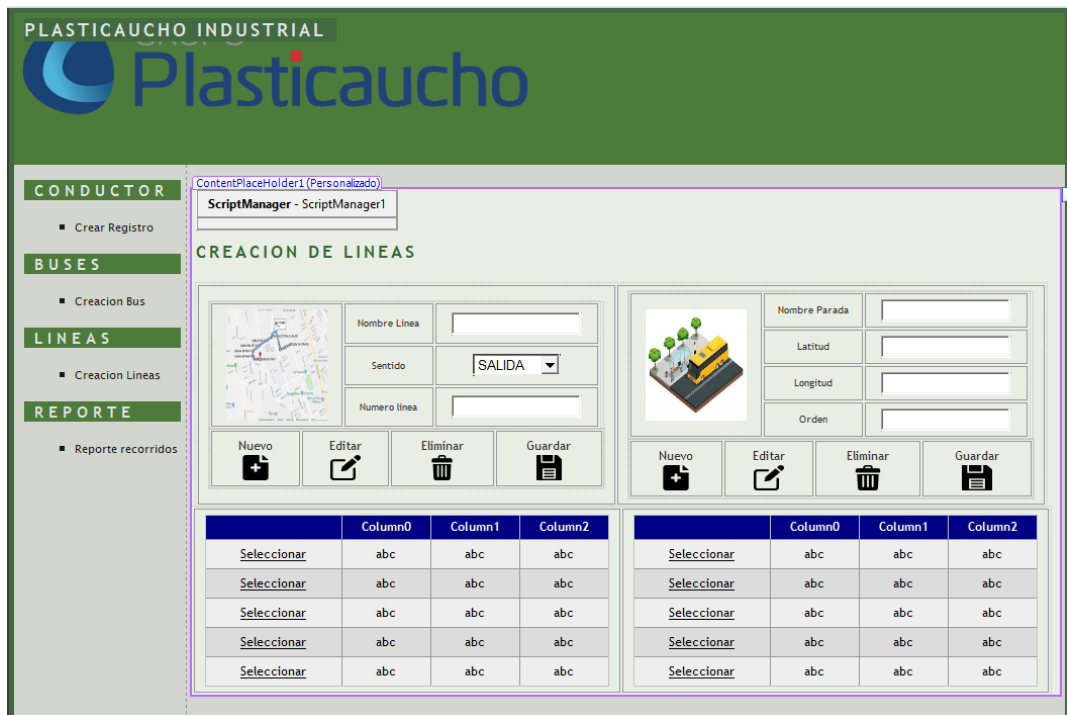 PLASTICAUCHO INDUSTRIAL
GRUPO
Plasticaucho
CONDUCTOR
Crear Registro
BUSES
Creacion Bus
LINEAS
Creacion Lineas
REPORTE
Reporte recorridos
ContentPlaceHolder1 (Personalizado)
ScriptManager - ScriptManager1
CREACION DE LINEAS
Nombre Linea
Sentido
SALIDA
Numero linea
Nuevo
Editar
Eliminar
Guardar
Nombre Parada
Latitud
Longitud
Orden
Nuevo
Editar
Eliminar
Guardar
Column0 Column1 Column2
Seleccionar abc abc abc
Seleccionar abc abc abc
Seleccionar abc abc abc
Seleccionar abc abc abc
Seleccionar abc abc abc
Column0 Column1 Column2
Seleccionar abc abc abc
Seleccionar abc abc abc
Seleccionar abc abc abc
Seleccionar abc abc abc
Seleccionar abc abc abc